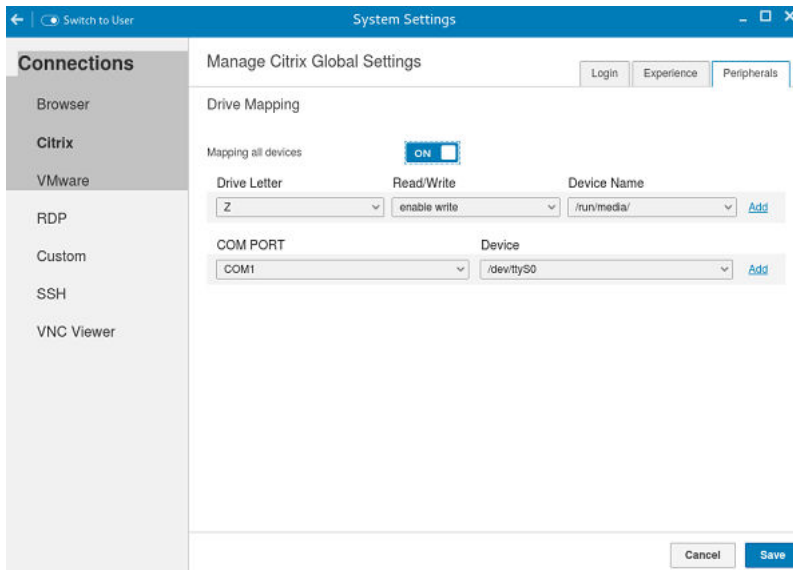 Switch to User
System Settings
Connections
Browser
Citrix
VMware
RDP
Custom
SSH
VNC Viewer
Manage Citrix Global Settings
Login Experience Peripherals
Drive Mapping
Mapping all devices ON
Drive Letter Read/Write Device Name
Z enable write /run/media/ Add
COM PORT Device
COM1 /dev/ttyS0 Add
Cancel Save